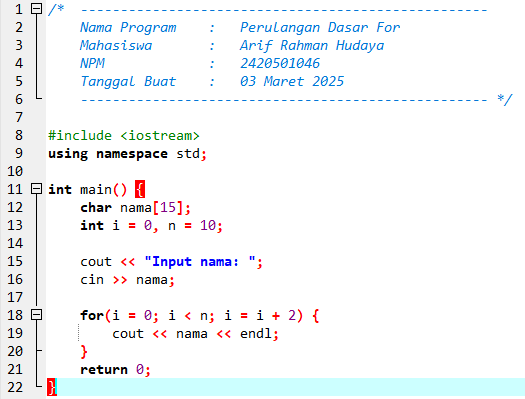 1 /* ---------------------------------------------------
2     Nama Program    :   Perulangan Dasar For
3     Mahasiswa       :   Arif Rahman Hudaya
4     NPM             :   2420501046
5     Tanggal Buat    :   03 Maret 2025
6     --------------------------------------------------- */
7
8 #include <iostream>
9 using namespace std;
10
11 int main() {
12     char nama[15];
13     int i = 0, n = 10;
14
15     cout << "Input nama: ";
16     cin >> nama;
17
18     for(i = 0; i < n; i = i + 2) {
19         cout << nama << endl;
20     }
21     return 0;
22 }